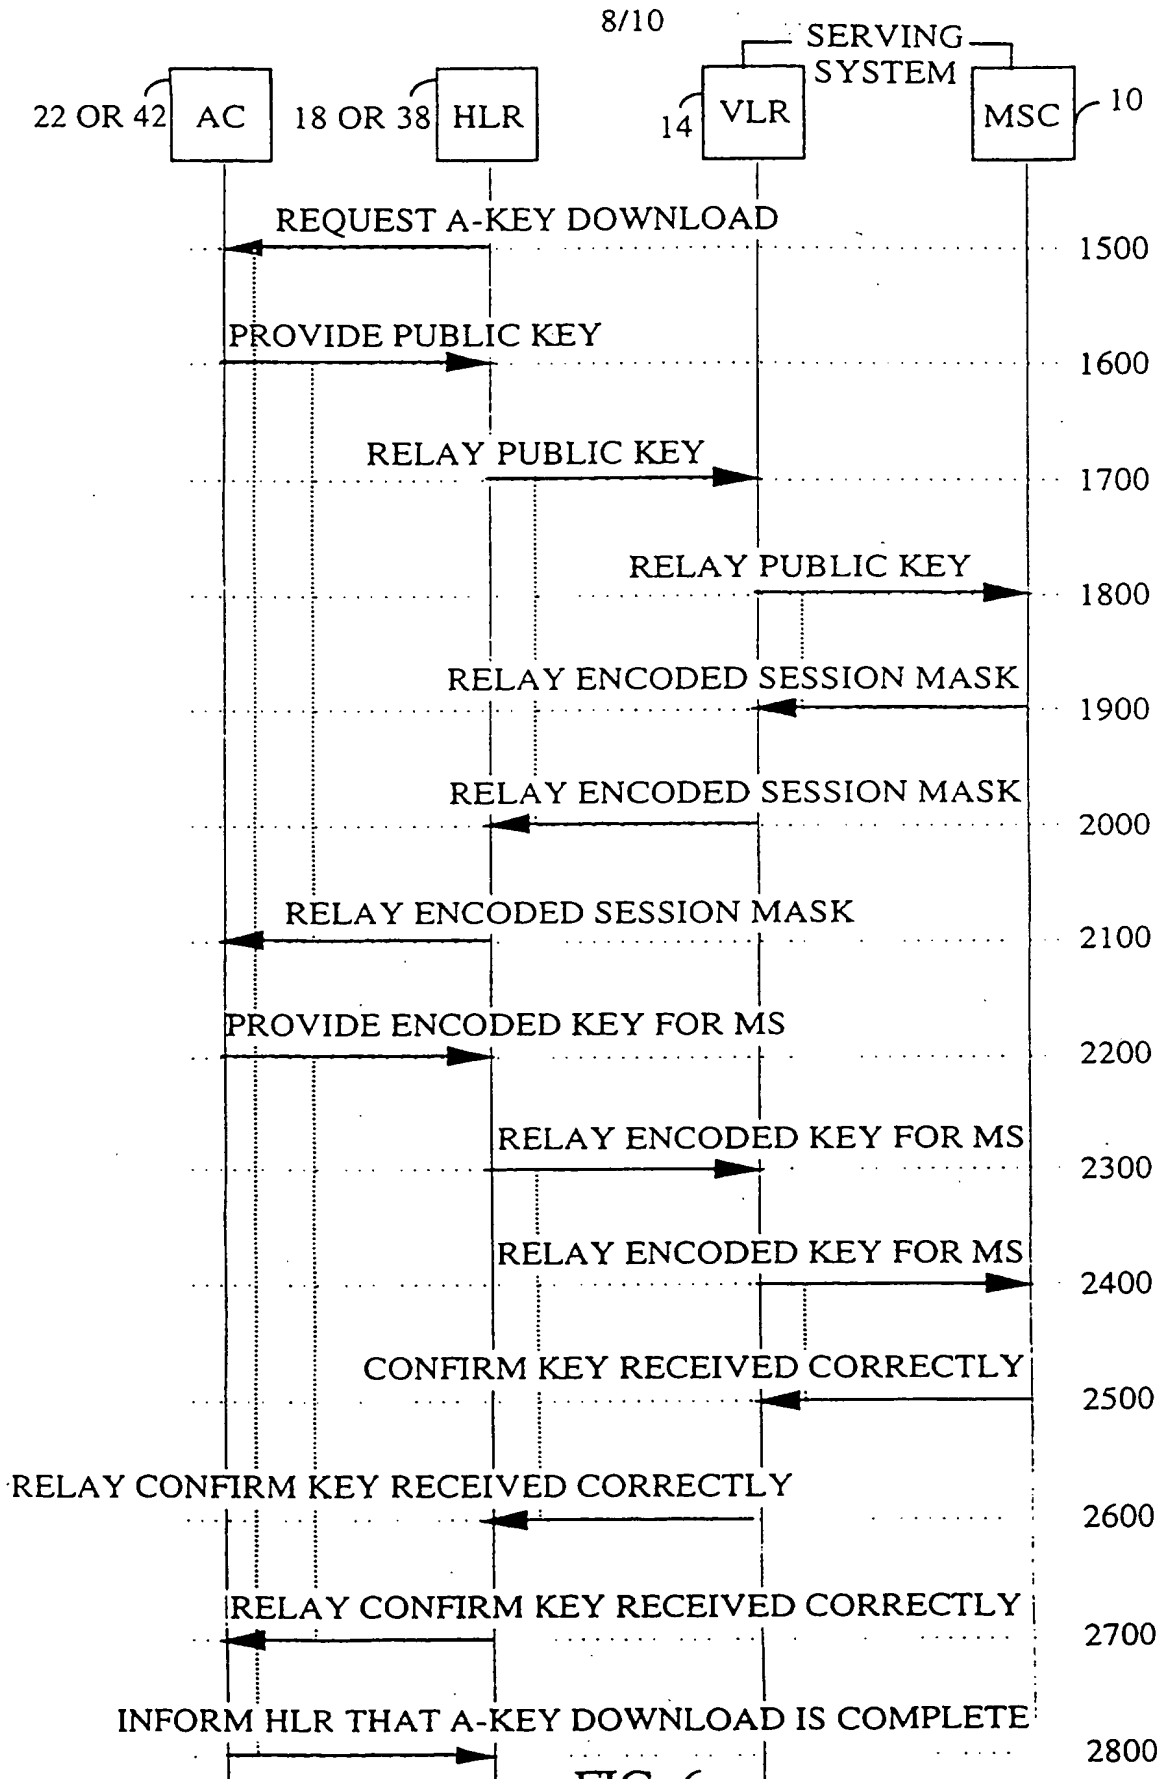 8/10
SERVING
SYSTEM
22 OR 42 AC 18 OR 38 HLR 14 VLR MSC 10
REQUEST A-KEY DOWNLOAD
1500
PROVIDE PUBLIC KEY
1600
RELAY PUBLIC KEY
1700
RELAY PUBLIC KEY
1800
RELAY ENCODED SESSION MASK
1900
RELAY ENCODED SESSION MASK
2000
RELAY ENCODED SESSION MASK
2100
PROVIDE ENCODED KEY FOR MS
2200
RELAY ENCODED KEY FOR MS
2300
RELAY ENCODED KEY FOR MS
2400
CONFIRM KEY RECEIVED CORRECTLY
2500
RELAY CONFIRM KEY RECEIVED CORRECTLY
2600
RELAY CONFIRM KEY RECEIVED CORRECTLY
2700
INFORM HLR THAT A-KEY DOWNLOAD IS COMPLETE
2800
FIG. 6